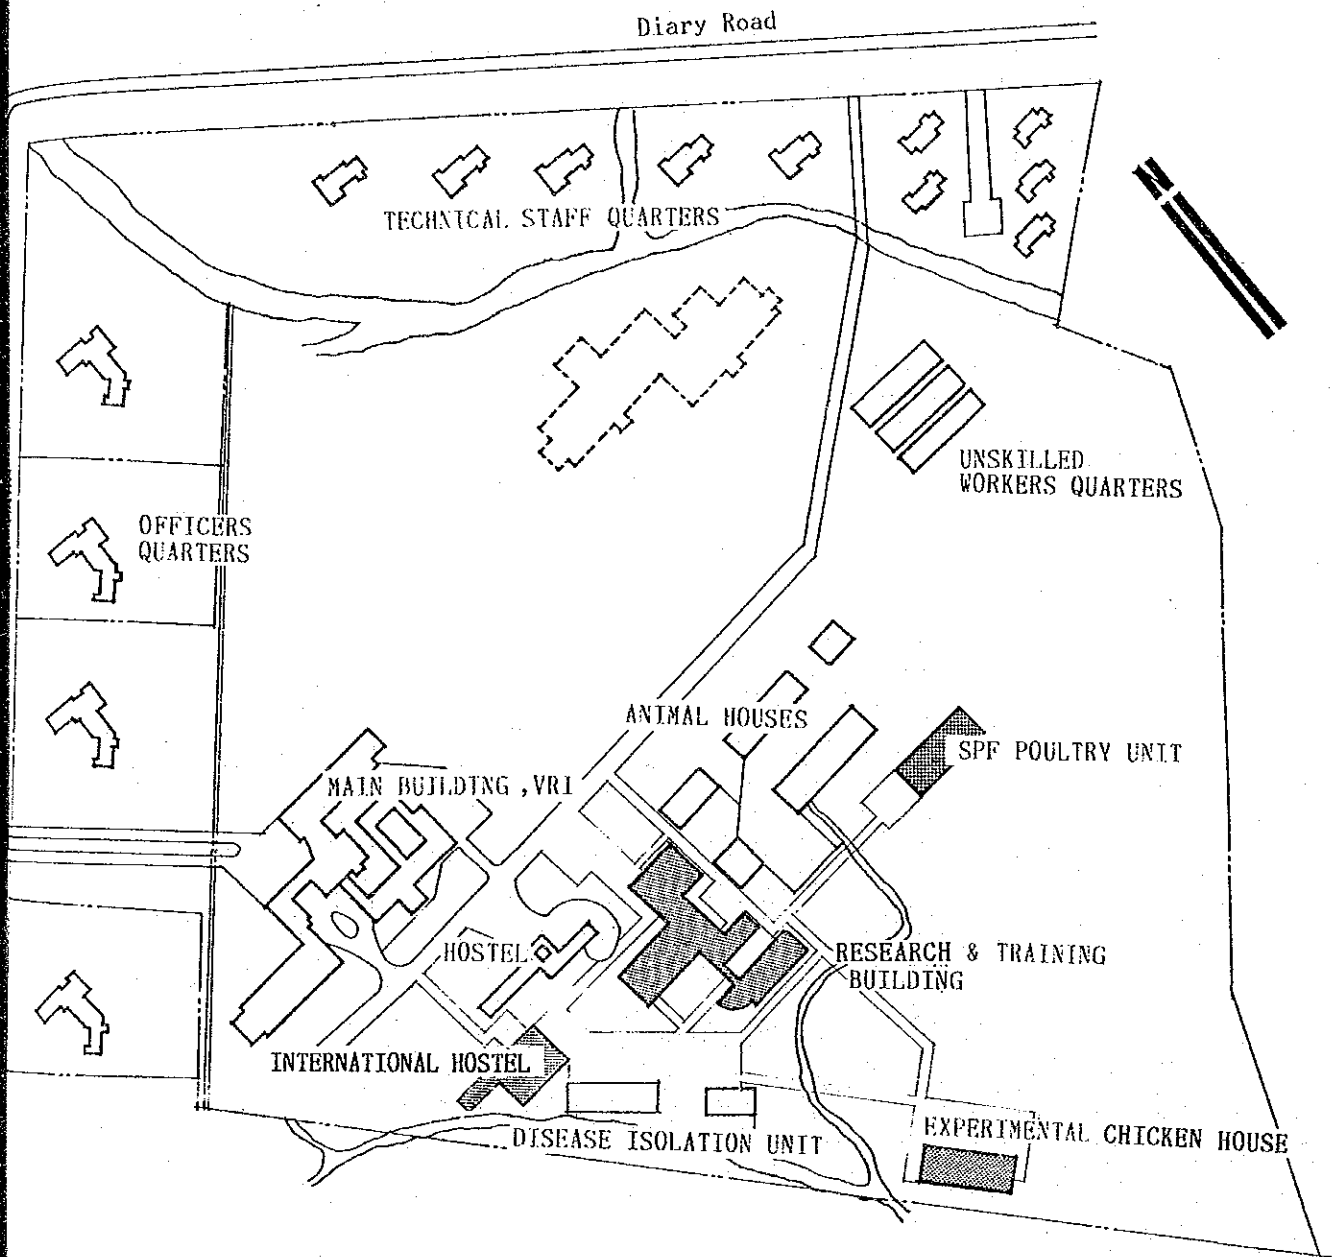 Diary Road
N
TECHNICAL STAFF QUARTERS
UNSKILLED
WORKERS QUARTERS
OFFICERS
QUARTERS
ANIMAL HOUSES
SPF POULTRY UNIT
MAIN BUILDING ,VRI
HOSTEL
RESEARCH & TRAINING
BUILDING
INTERNATIONAL HOSTEL
DISEASE ISOLATION UNIT
EXPERIMENTAL CHICKEN HOUSE